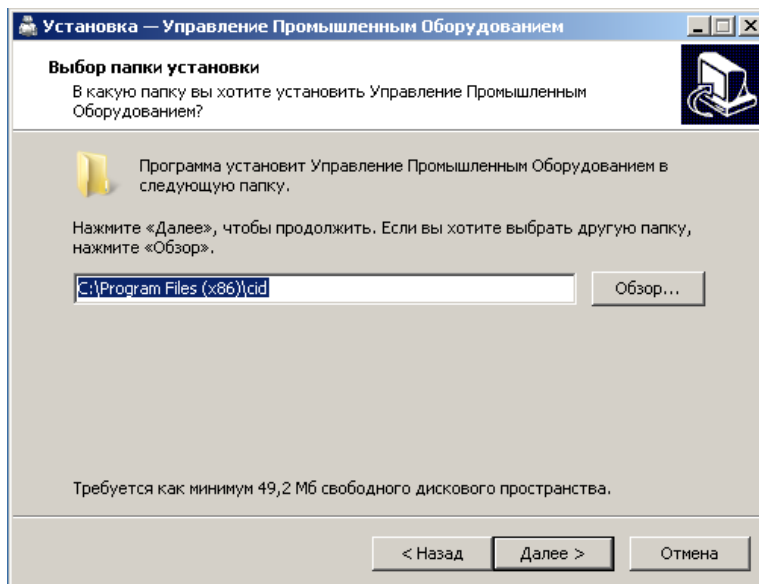 Установка — Управление Промышленным Оборудованием
Выбор папки установки
В какую папку вы хотите установить Управление Промышленным
Оборудованием?
Программа установит Управление Промышленным Оборудованием в
следующую папку.
Нажмите «Далее», чтобы продолжить. Если вы хотите выбрать другую папку,
нажмите «Обзор».
C:\Program Files (x86)\cid
Обзор...
Требуется как минимум 49,2 Мб свободного дискового пространства.
< Назад
Далее >
Отмена